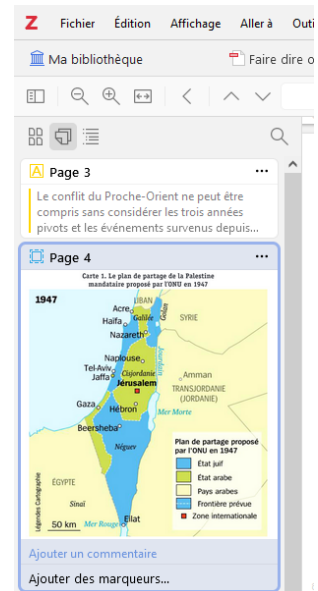 Z Fichier Édition Affichage Aller à Outi
Ma bibliothèque Faire dire o
Page 3 ...
Le conflit du Proche-Orient ne peut être
compris sans considérer les trois années
pivots et les événements survenus depuis...
Page 4 ...
Carte 1. Le plan de partage de la Palestine
mandataire proposé par l'ONU en 1947
1947
LIBAN
Acre
Galilée
Golan
SYRIE
Haïfa
Nazareth
Naplouse
Jourdain
Tel-Aviv
Jaffa
Cisjordanie
Amman
Jérusalem
TRANSJORDANIE
(JORDANIE)
Gaza
Hébron
Mer Morte
Beersheba
Néguev
Plan de partage proposé
par l'ONU en 1947
État juif
État arabe
Pays arabes
Frontière prévue
Zone internationale
ÉGYPTE
Sinaï
Légendes Cartographie
50 km
Mer Rouge
Eilat
Ajouter un commentaire
Ajouter des marqueurs...